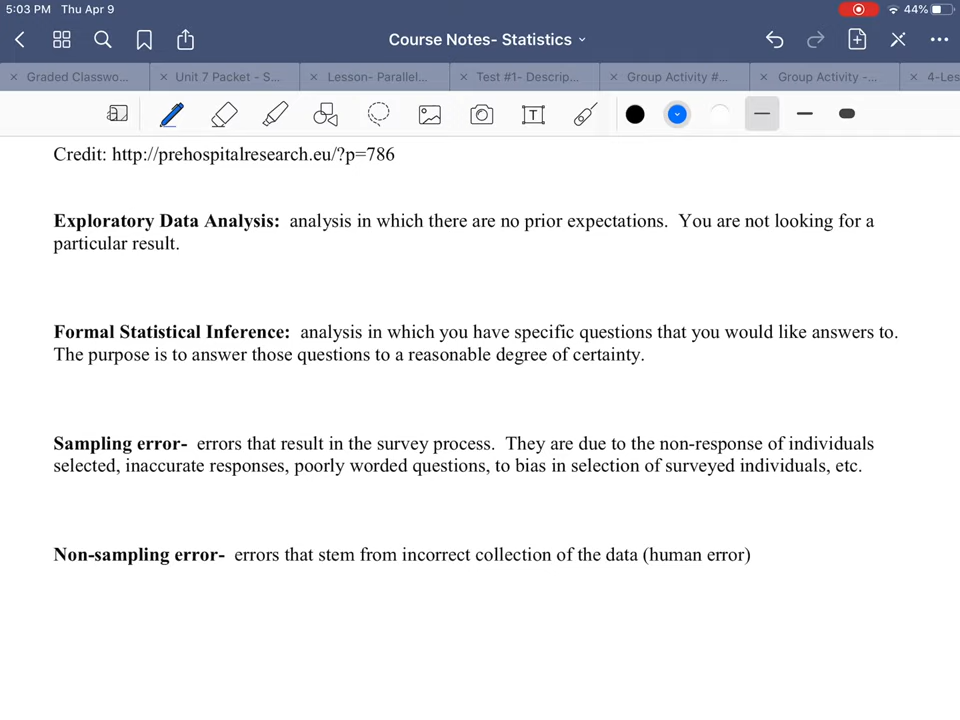 5:03 PM Thu Apr 9 44%
Course Notes- Statistics
Graded Classwo... Unit 7 Packet - S... Lesson- Parallel... Test #1- Descrip... Group Activity #... Group Activity -... 4-Les
T
Credit: http://prehospitalresearch.eu/?p=786
Exploratory Data Analysis: analysis in which there are no prior expectations. You are not looking for a
particular result.
Formal Statistical Inference: analysis in which you have specific questions that you would like answers to.
The purpose is to answer those questions to a reasonable degree of certainty.
Sampling error- errors that result in the survey process. They are due to the non-response of individuals
selected, inaccurate responses, poorly worded questions, to bias in selection of surveyed individuals, etc.
Non-sampling error- errors that stem from incorrect collection of the data (human error)